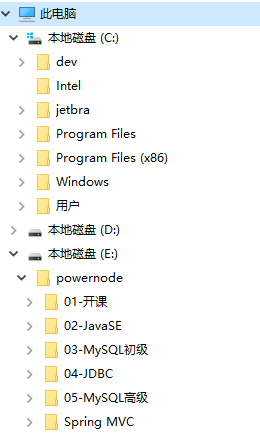 此电脑
本地磁盘 (C:)
dev
Intel
jetbra
Program Files
Program Files (x86)
Windows
用户
本地磁盘 (D:)
本地磁盘 (E:)
powernode
01-开课
02-JavaSE
03-MySQL初级
04-JDBC
05-MySQL高级
Spring MVC